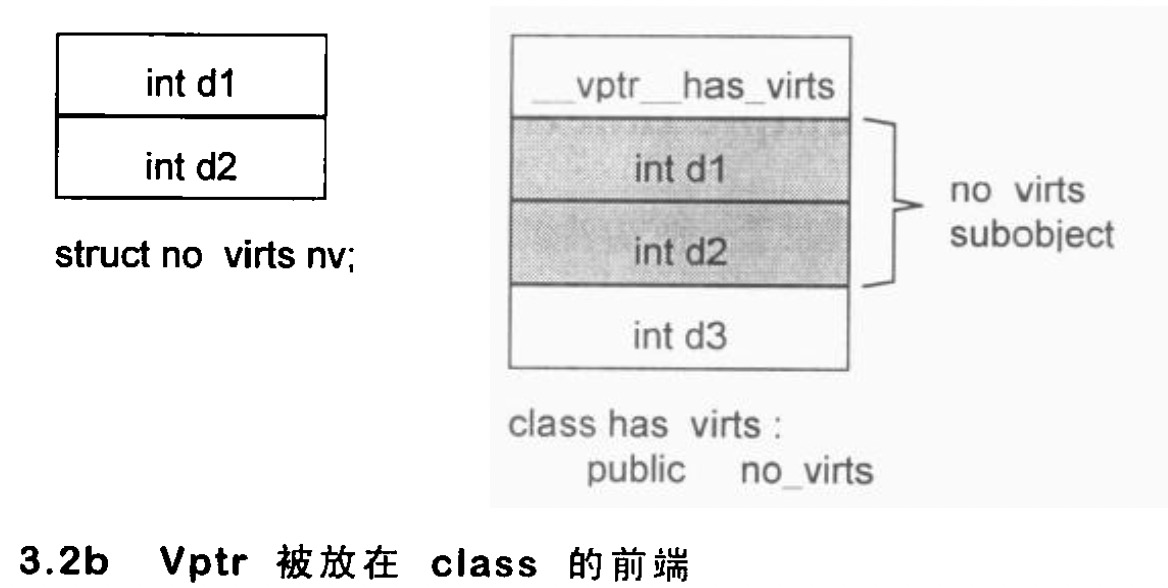 int d1
int d2
struct no virts nv;
__vptr__has_virts
int d1
int d2
int d3
no virts
subobject
class has virts :
public no_virts
3.2b Vptr 被放在 class 的前端